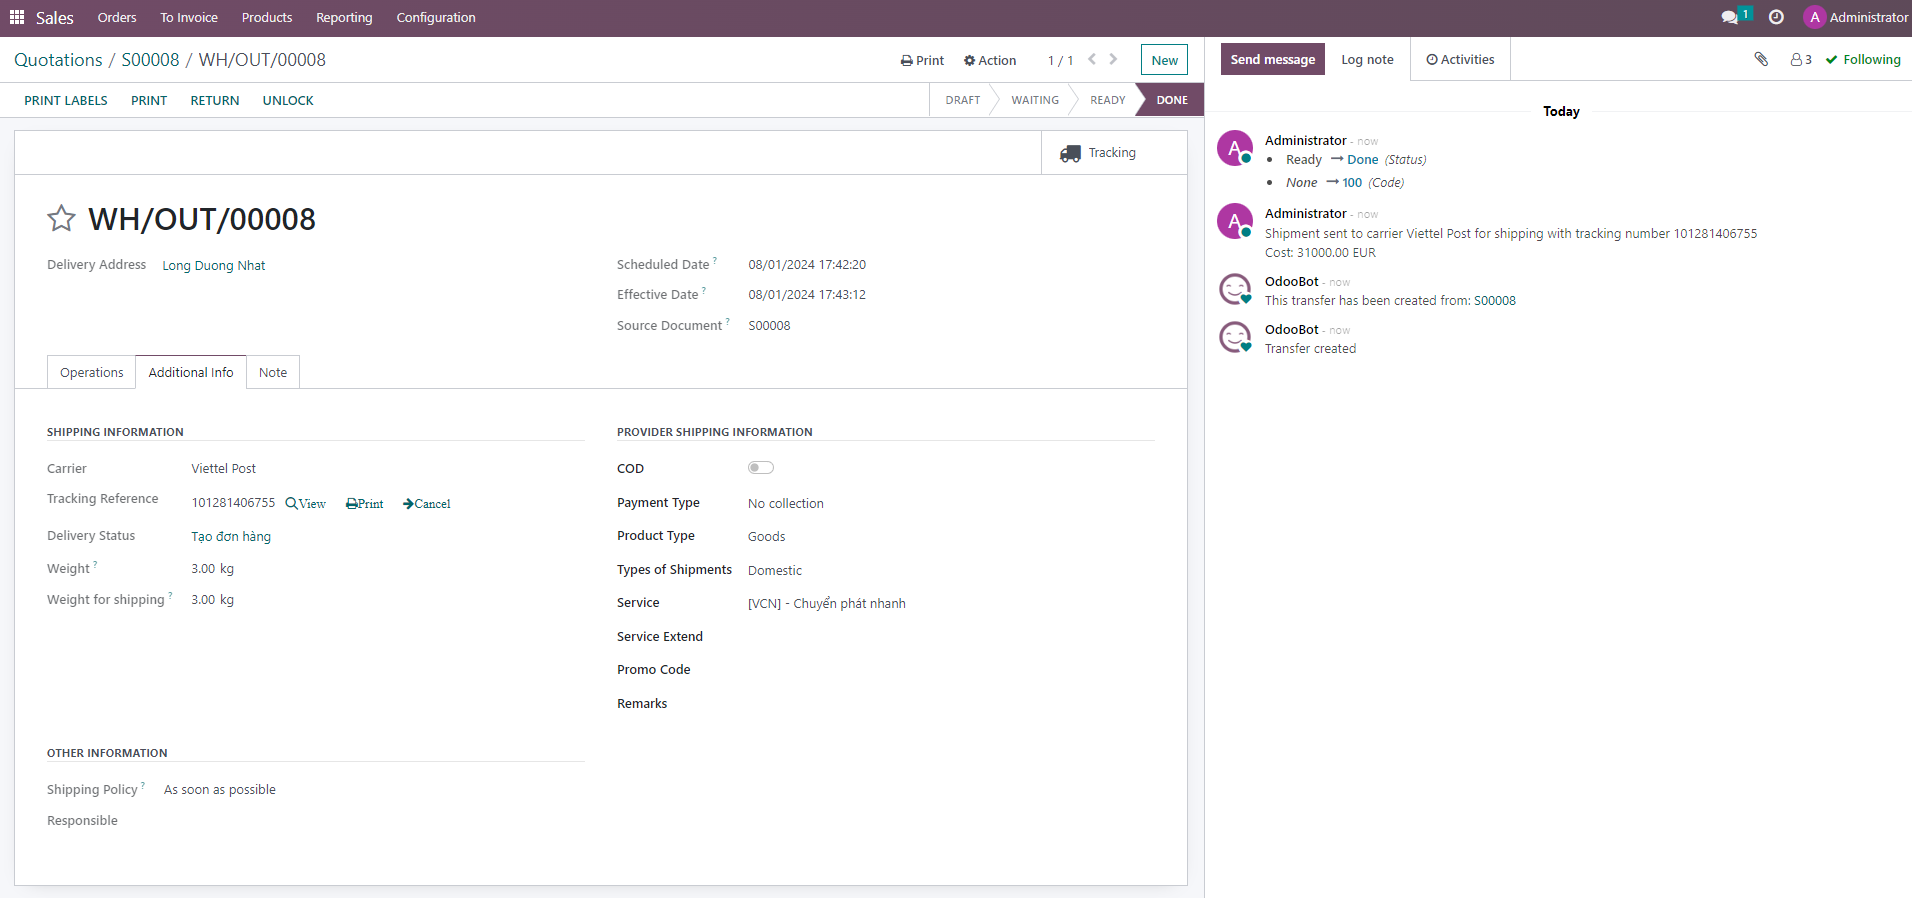 Sales Orders To Invoice Products Reporting Configuration 1 A Administrator
Quotations / S00008 / WH/OUT/00008 Print Action 1 / 1 New
PRINT LABELS PRINT RETURN UNLOCK DRAFT WAITING READY DONE
Tracking
WH/OUT/00008
Delivery Address Long Duong Nhat
Scheduled Date ? 08/01/2024 17:42:20
Effective Date ? 08/01/2024 17:43:12
Source Document ? S00008
Operations Additional Info Note
SHIPPING INFORMATION
Carrier Viettel Post
Tracking Reference 101281406755 View Print Cancel
Delivery Status Tạo đơn hàng
Weight ? 3.00 kg
Weight for shipping ? 3.00 kg
PROVIDER SHIPPING INFORMATION
COD
Payment Type No collection
Product Type Goods
Types of Shipments Domestic
Service [VCN] - Chuyển phát nhanh
Service Extend
Promo Code
Remarks
OTHER INFORMATION
Shipping Policy ? As soon as possible
Responsible
Send message Log note Activities 3 Following
Today
A Administrator - now
Ready → Done (Status)
None → 100 (Code)
A Administrator - now
Shipment sent to carrier Viettel Post for shipping with tracking number 101281406755
Cost: 31000.00 EUR
OdooBot - now
This transfer has been created from: S00008
OdooBot - now
Transfer created